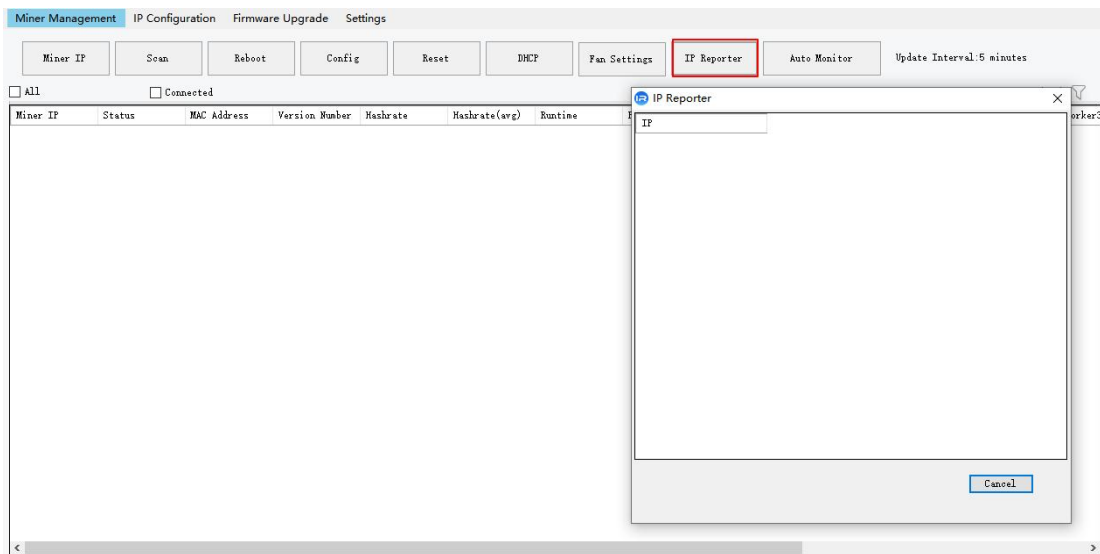 Miner Management IP Configuration Firmware Upgrade Settings
Miner IP Scan Reboot Config Reset DHCP Fan Settings IP Reporter Auto Monitor Update Interval:5 minutes
All Connected
IP Reporter
Miner IP Status MAC Address Version Number Hashrate Hashrate(avg) Runtime
IP
Cancel